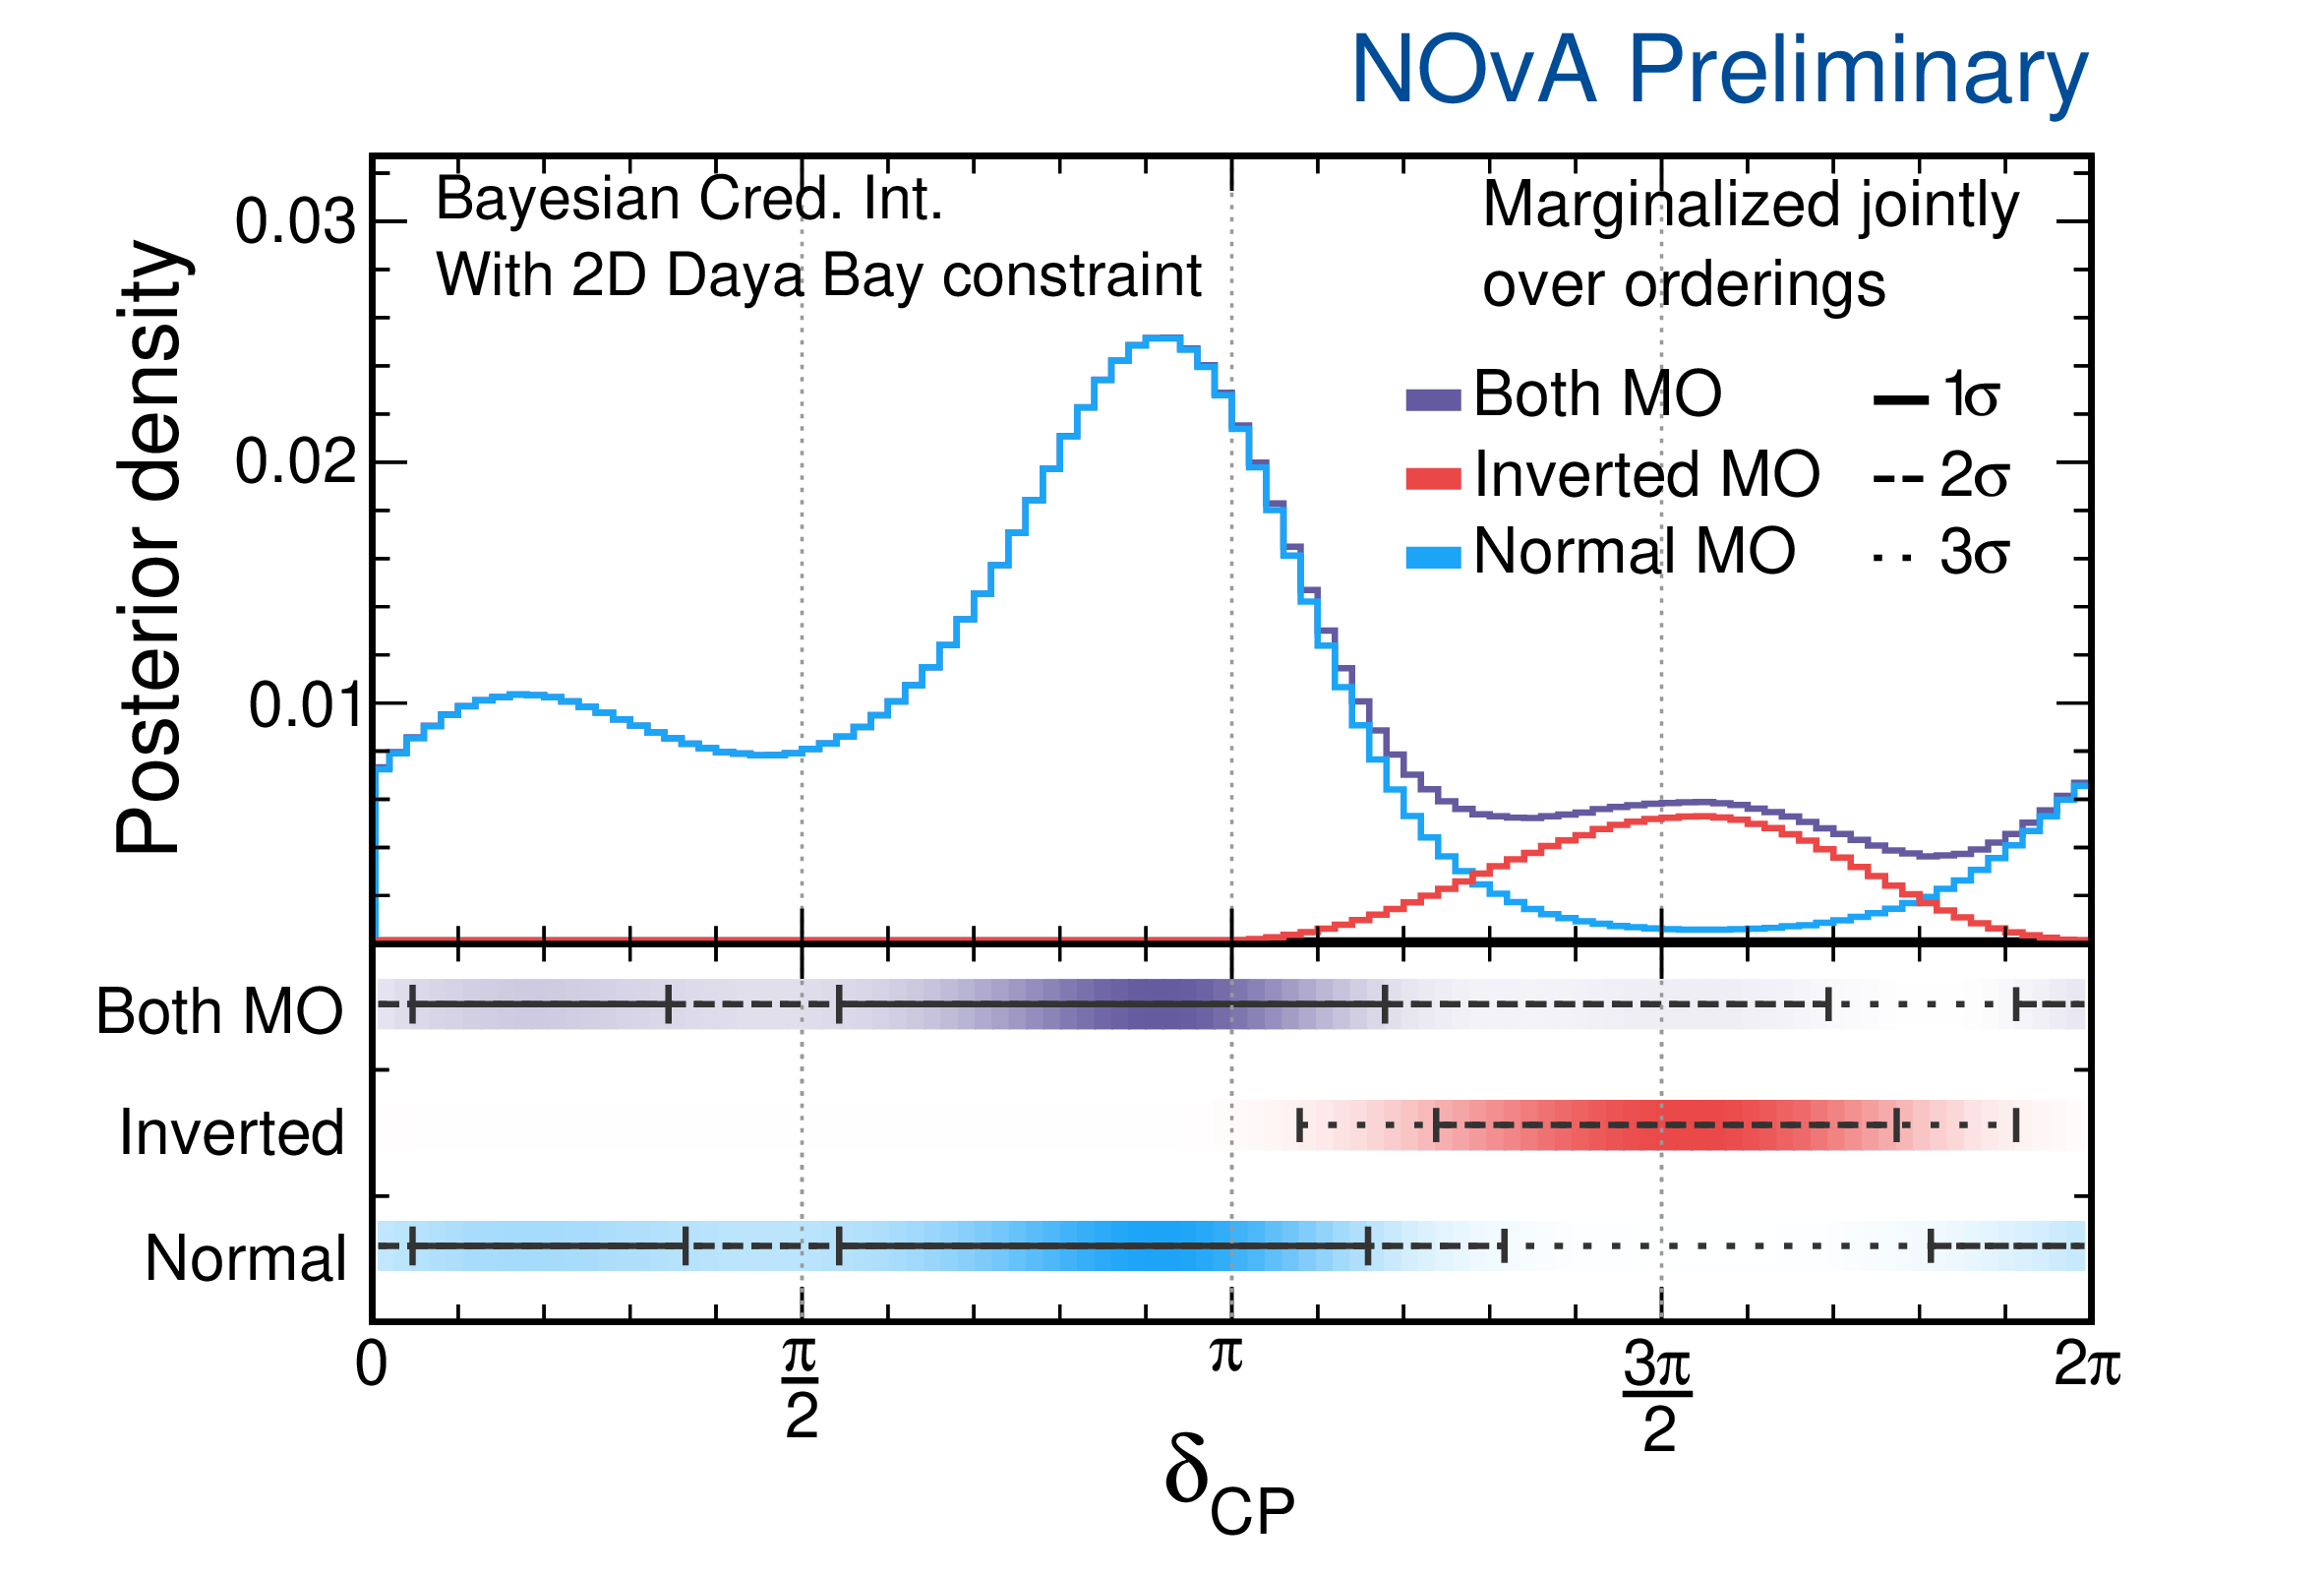 NOvA Preliminary
Bayesian Cred. Int.
With 2D Daya Bay constraint
Marginalized jointly
over orderings
Both MO
1σ
Inverted MO
2σ
Normal MO
3σ
Posterior density
0.03
0.02
0.01
Both MO
Inverted
Normal
0
π/2
π
3π/2
2π
δCP